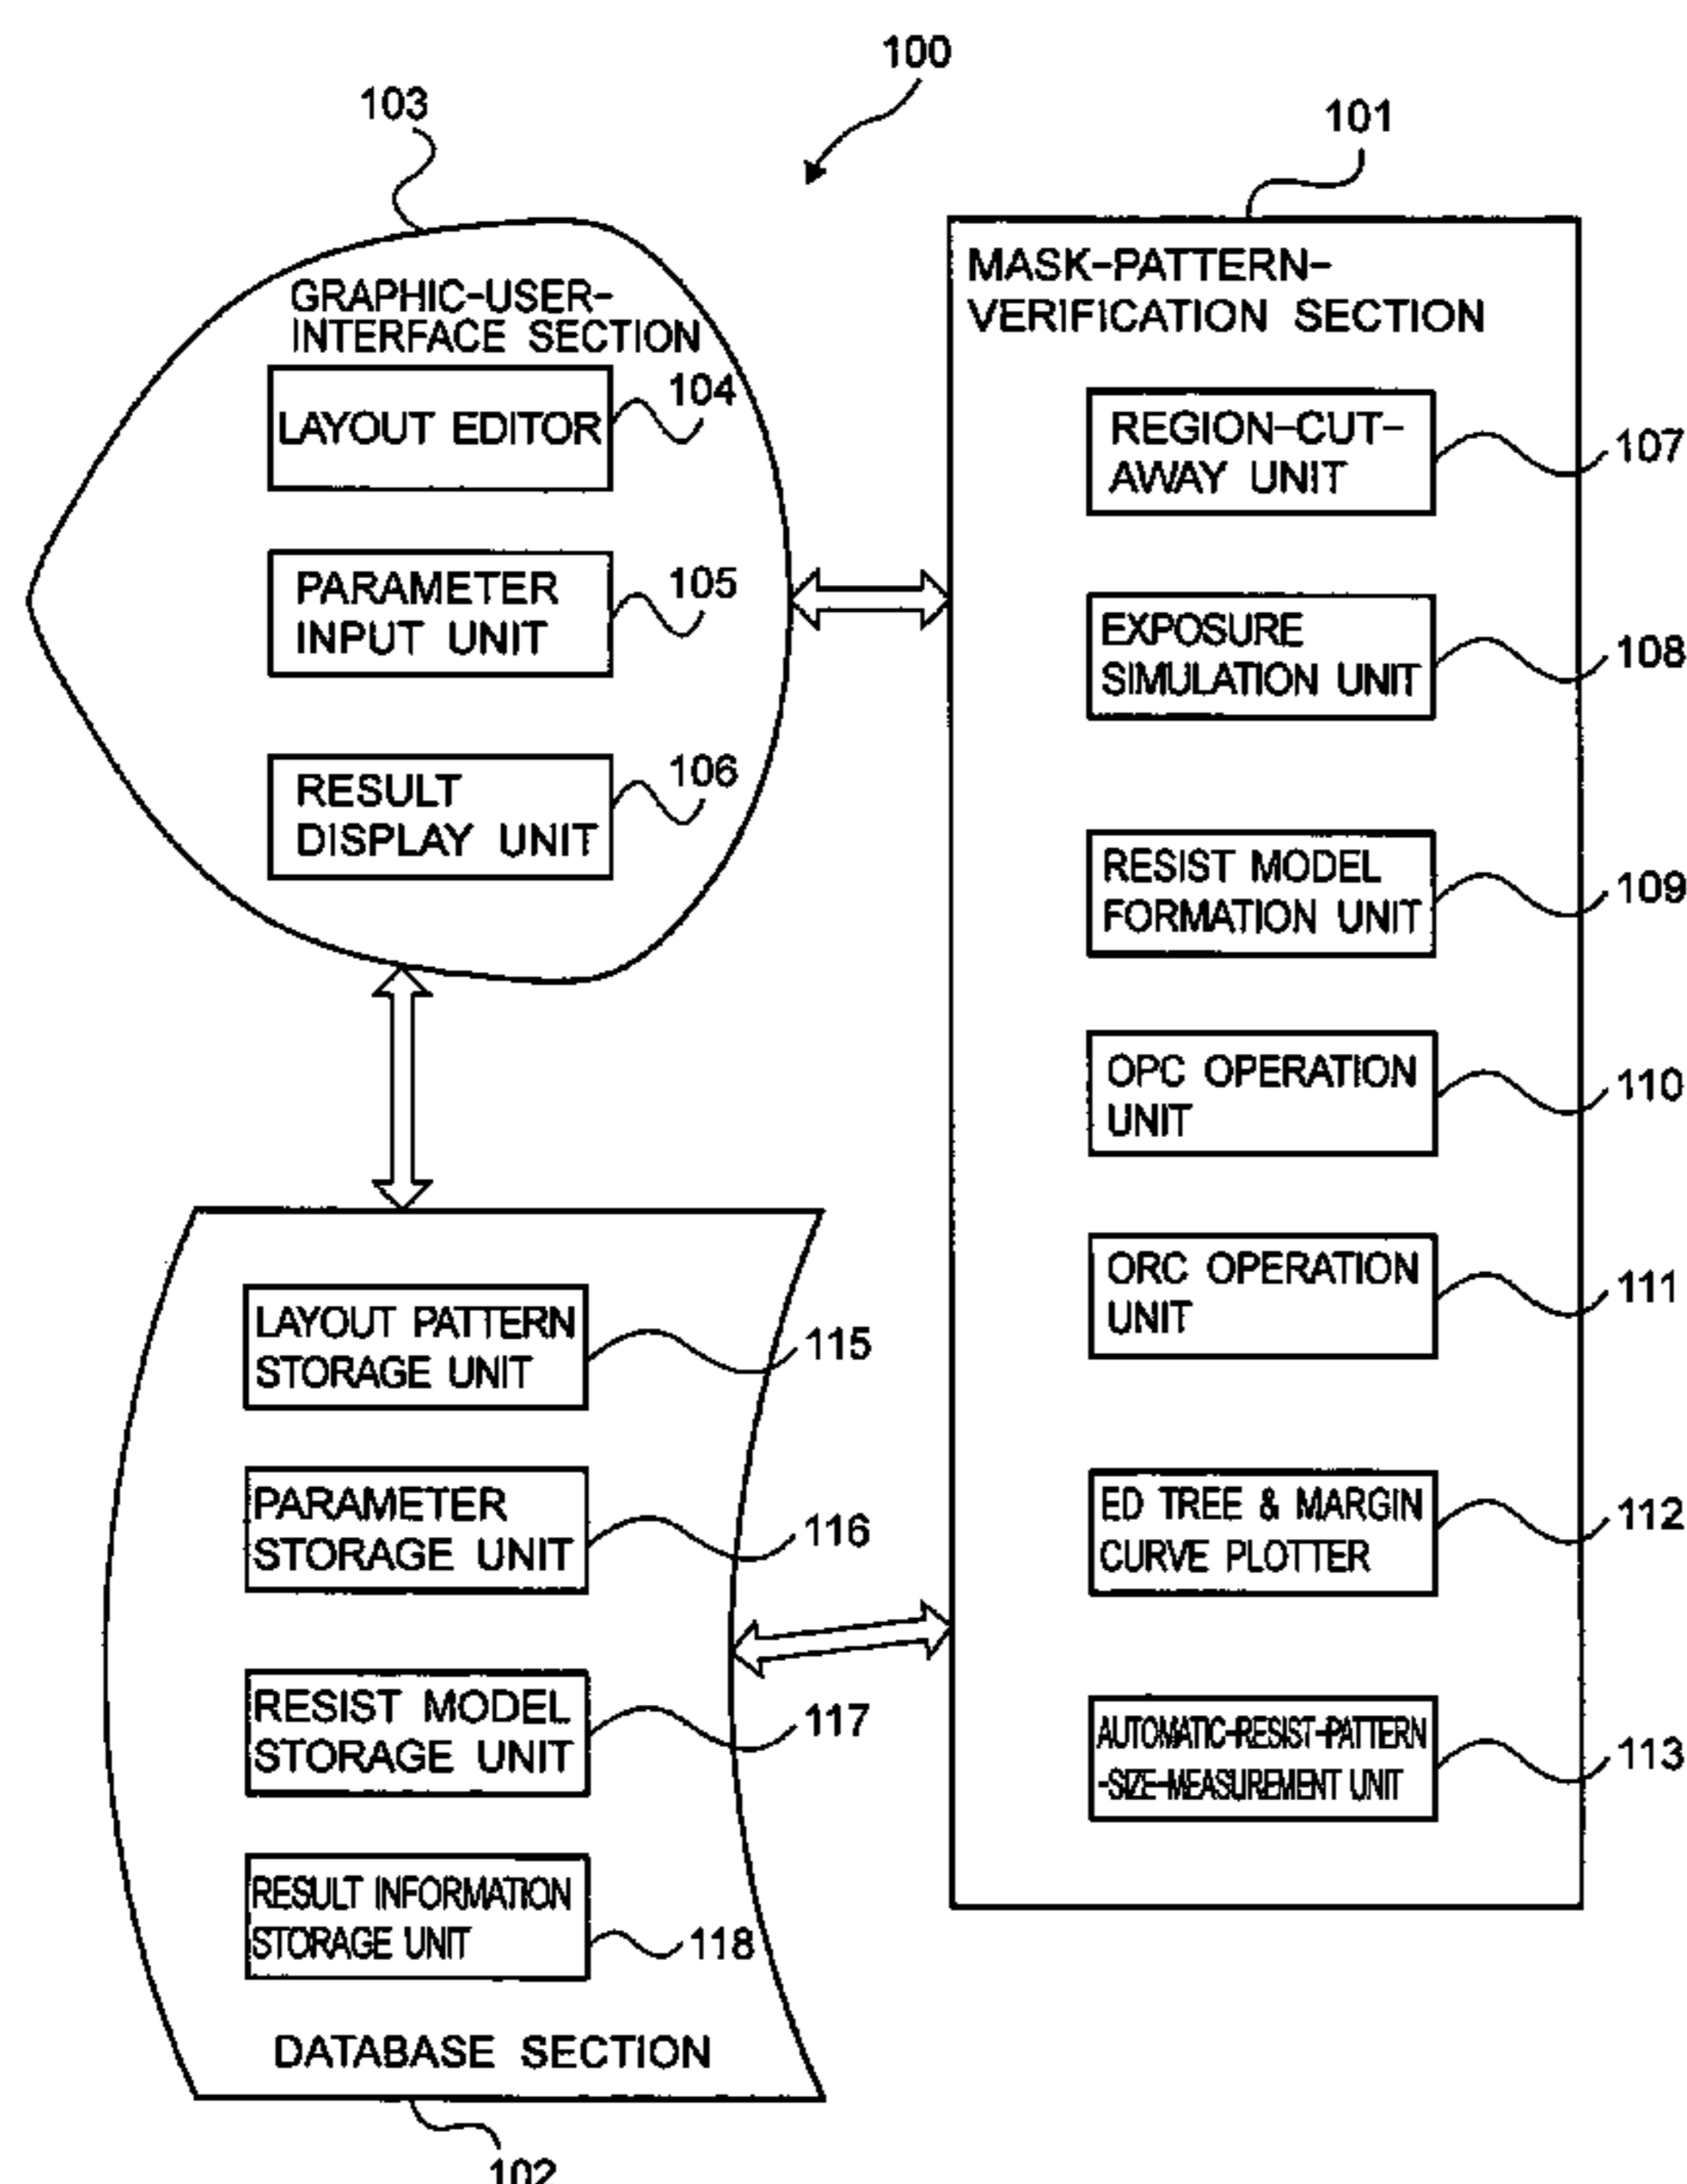 100
103
101
GRAPHIC-USER-
INTERFACE SECTION
LAYOUT EDITOR
104
PARAMETER
INPUT UNIT
105
RESULT
DISPLAY UNIT
106
MASK-PATTERN-
VERIFICATION SECTION
REGION-CUT-
AWAY UNIT
107
EXPOSURE
SIMULATION UNIT
108
RESIST MODEL
FORMATION UNIT
109
OPC OPERATION
UNIT
110
ORC OPERATION
UNIT
111
ED TREE & MARGIN
CURVE PLOTTER
112
AUTOMATIC-RESIST-PATTERN
-SIZE-MEASUREMENT UNIT
113
LAYOUT PATTERN
STORAGE UNIT
115
PARAMETER
STORAGE UNIT
116
RESIST MODEL
STORAGE UNIT
117
RESULT INFORMATION
STORAGE UNIT
118
DATABASE SECTION
102